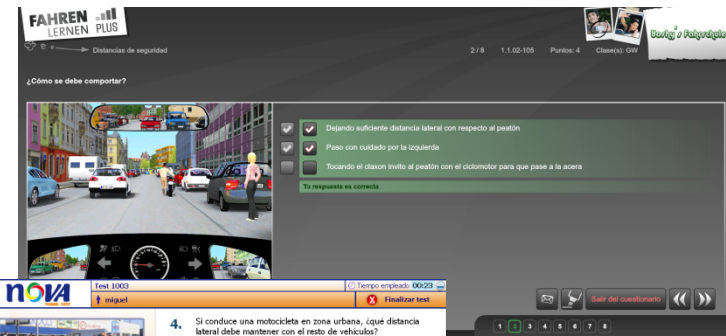 FAHREN
LERNEN PLUS
Distancias de seguridad
2 / 8 1.1.02-105 Puntos: 4 Clase(s): GW
¿Cómo se debe comportar?
Dejando suficiente distancia lateral con respecto al peatón
Paso con cuidado por la izquierda
Tocando el claxon invito al peatón con el ciclomotor para que pase a la acera
Tu respuesta es correcta
Salir del cuestionario
1 2 3 4 5 6 7 8
nova
Test 1003
Tiempo empleado 00:23
miguel
Finalizar test
4. Si conduce una motocicleta en zona urbana, ¿qué distancia
lateral debe mantener con el resto de vehículos?